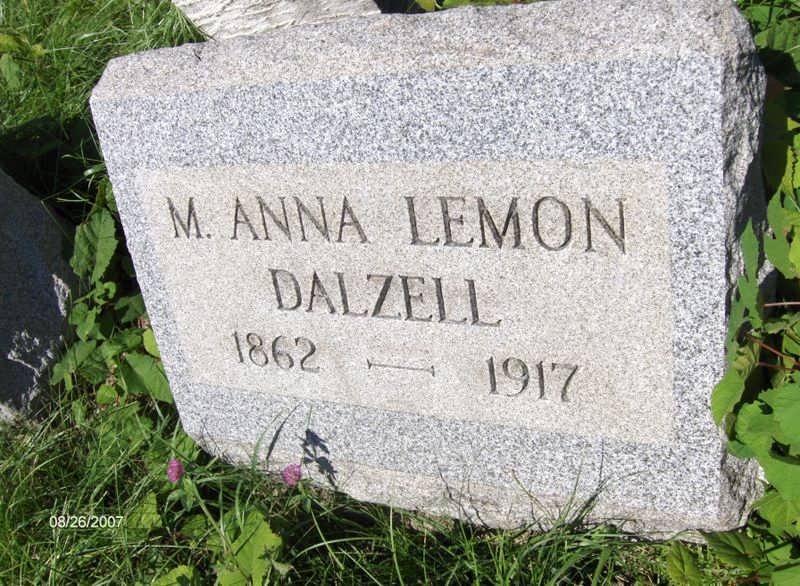 M. ANNA LEMON
DALZELL
1862 — 1917
08/26/2007